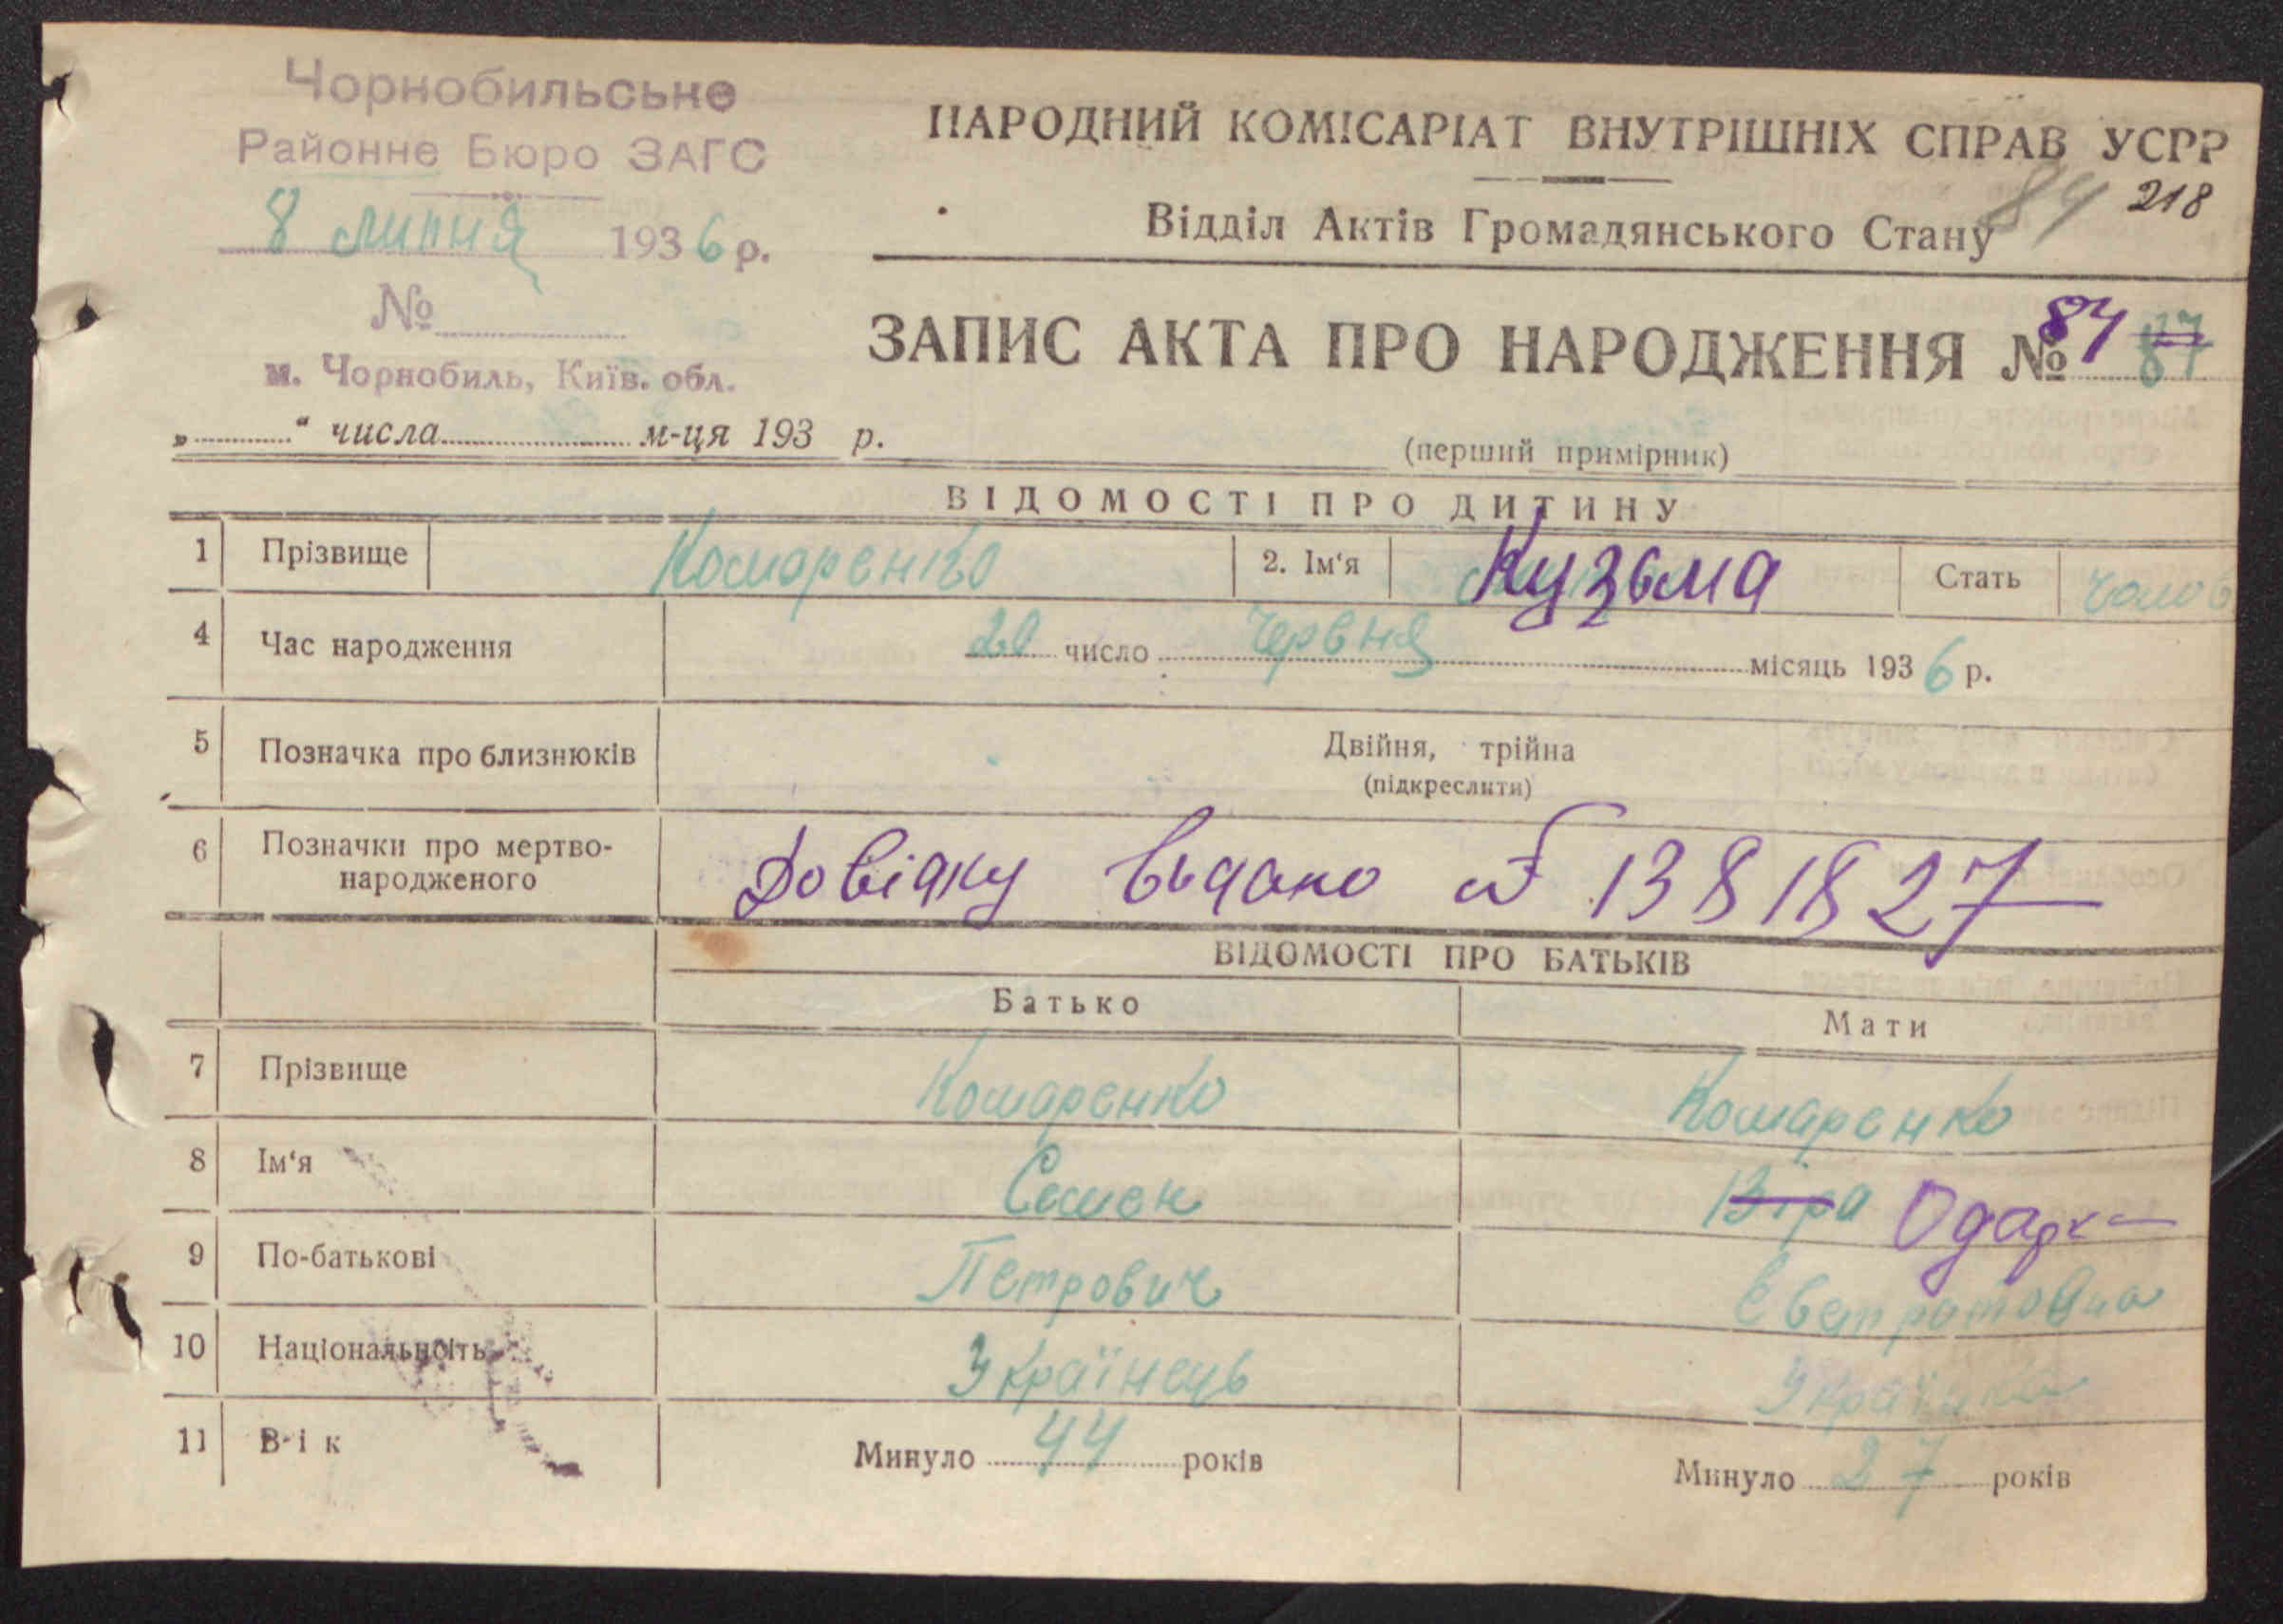 Чорнобильське
Районне Бюро ЗАГС
8 липня 1936 р.
№
м. Чорнобиль, Київ. обл.
„ “ числа м-ця 193 р.
НАРОДНИЙ КОМІСАРІАТ ВНУТРІШНІХ СПРАВ УСРР
84 218
Відділ Актів Громадянського Стану
ЗАПИС АКТА ПРО НАРОДЖЕННЯ № 84 87
(перший примірник)
ВІДОМОСТІ ПРО ДИТИНУ
1 Прізвище Комаренко 2. Ім‘я Кузьма Стать чолов
4 Час народження 20 число червня місяць 1936 р.
5 Позначка про близнюків Двійня, трійна
(підкреслити)
6 Позначки про мертво-
народженого
Довідку видано № 1381827
ВІДОМОСТІ ПРО БАТЬКІВ
Батько Мати
7 Прізвище Комаренко Комаренко
8 Ім‘я Семен Віра Одарка
9 По-батькові Петрович Євстратовна
10 Національність Українець Українка
11 Вік Минуло 44 років Минуло 27 років